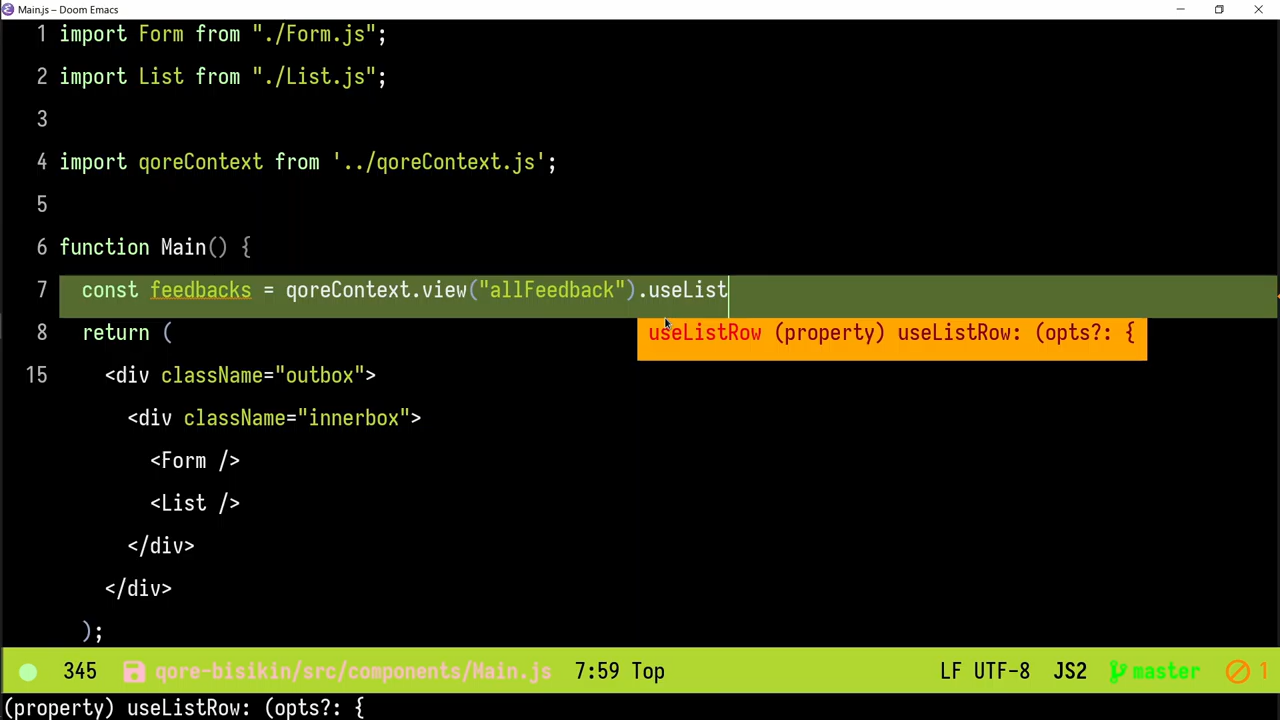 Main.js – Doom Emacs
1 import Form from "./Form.js";
2 import List from "./List.js";
3
4 import qoreContext from '../qoreContext.js';
5
6 function Main() {
7 const feedbacks = qoreContext.view("allFeedback").useList
8 return (
useListRow (property) useListRow: (opts?: {
15 <div className="outbox">
<div className="innerbox">
<Form />
<List />
</div>
</div>
);
345 qore-bisikin/src/components/Main.js 7:59 Top LF UTF-8 JS2 master 1
(property) useListRow: (opts?: {